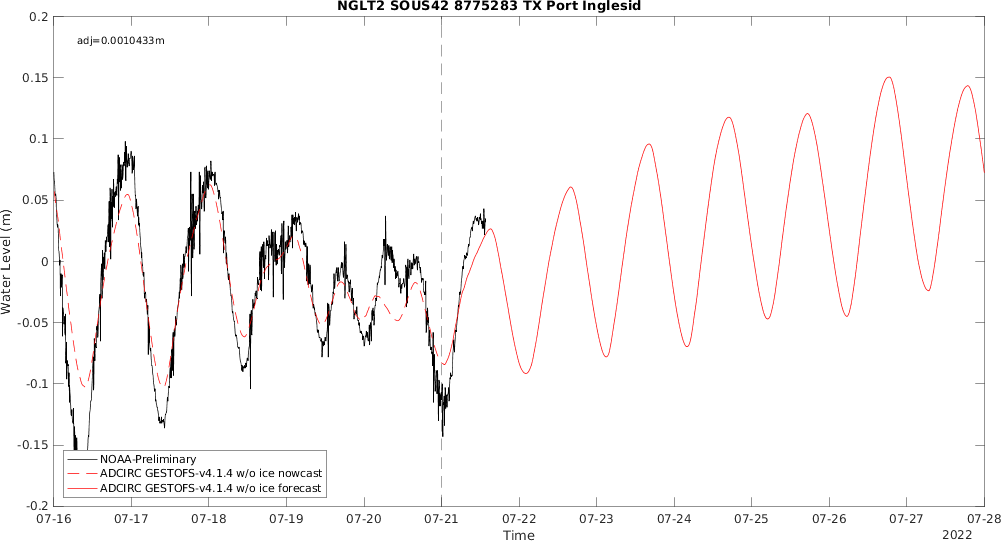 NGLT2 SOUS42 8775283 TX Port Inglesid
adj=0.0010433m
0.2
0.15
0.1
0.05
0
-0.05
-0.1
-0.15
-0.2
Water Level (m)
NOAA-Preliminary
ADCIRC GESTOFS-v4.1.4 w/o ice nowcast
ADCIRC GESTOFS-v4.1.4 w/o ice forecast
07-16 07-17 07-18 07-19 07-20 07-21 07-22 07-23 07-24 07-25 07-26 07-27 07-28
Time
2022